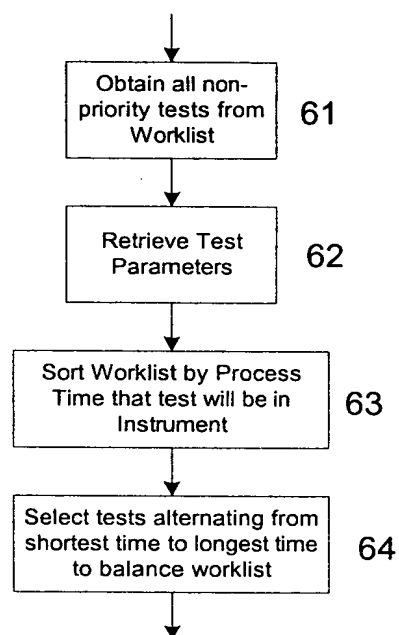 Obtain all non-
priority tests from
Worklist
61
Retrieve Test
Parameters
62
Sort Worklist by Process
Time that test will be in
Instrument
63
Select tests alternating from
shortest time to longest time
to balance worklist
64